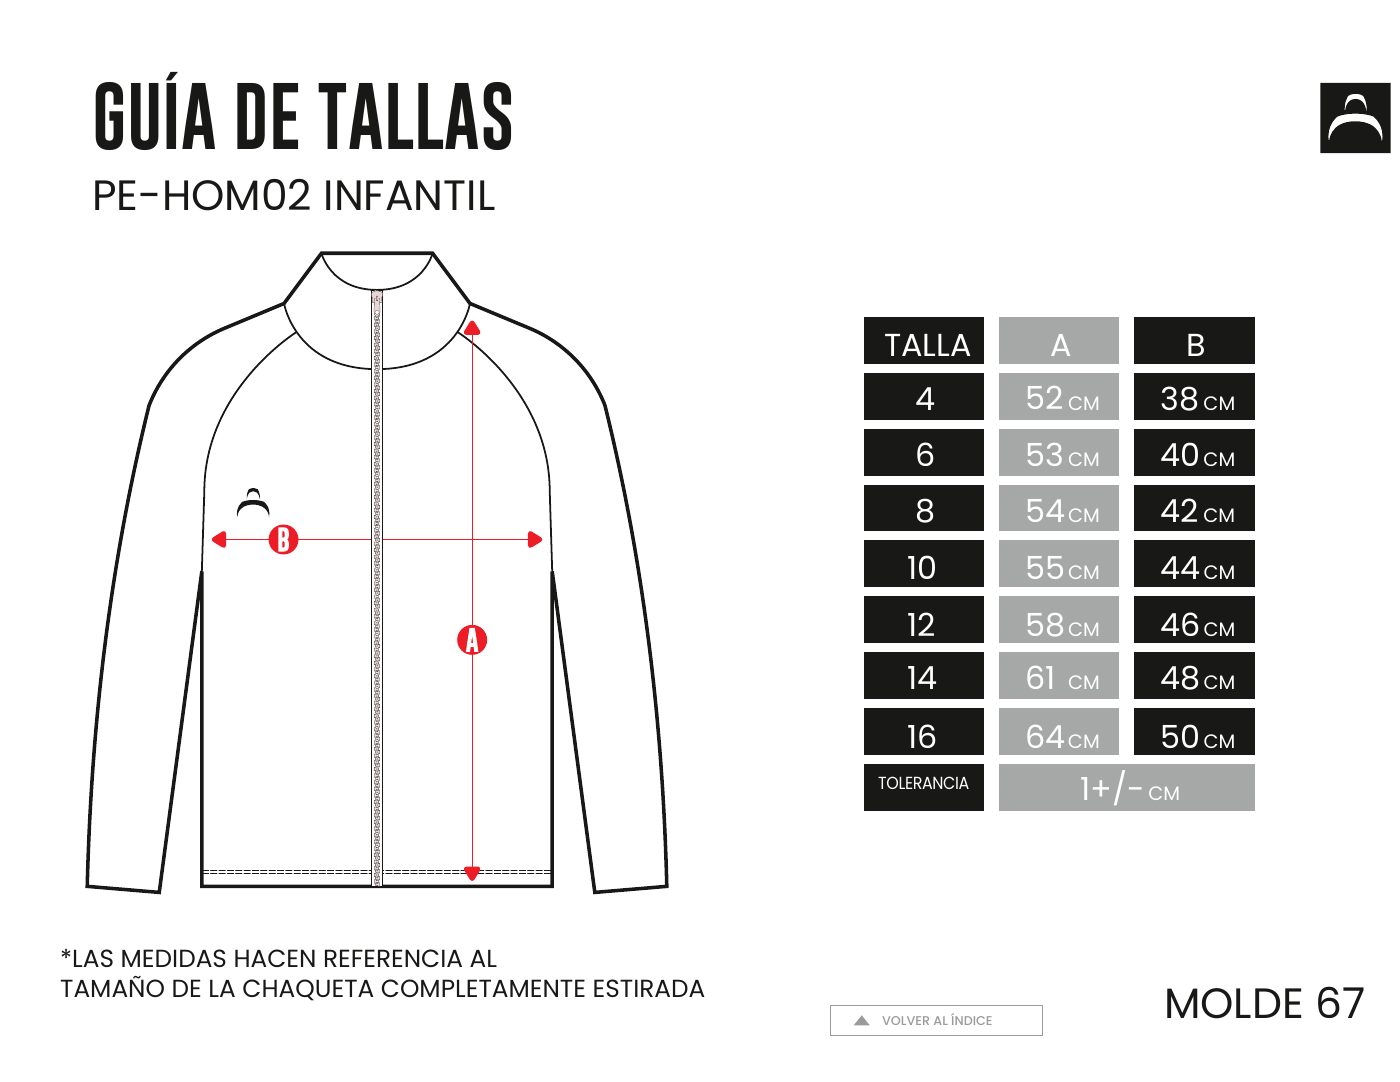 GUÍA DE TALLAS
PE-HOM02 INFANTIL
B
A
TALLA A B
4 52 CM 38 CM
6 53 CM 40 CM
8 54 CM 42 CM
10 55 CM 44 CM
12 58 CM 46 CM
14 61 CM 48 CM
16 64 CM 50 CM
TOLERANCIA 1+/- CM
*LAS MEDIDAS HACEN REFERENCIA AL
TAMAÑO DE LA CHAQUETA COMPLETAMENTE ESTIRADA
VOLVER AL ÍNDICE
MOLDE 67